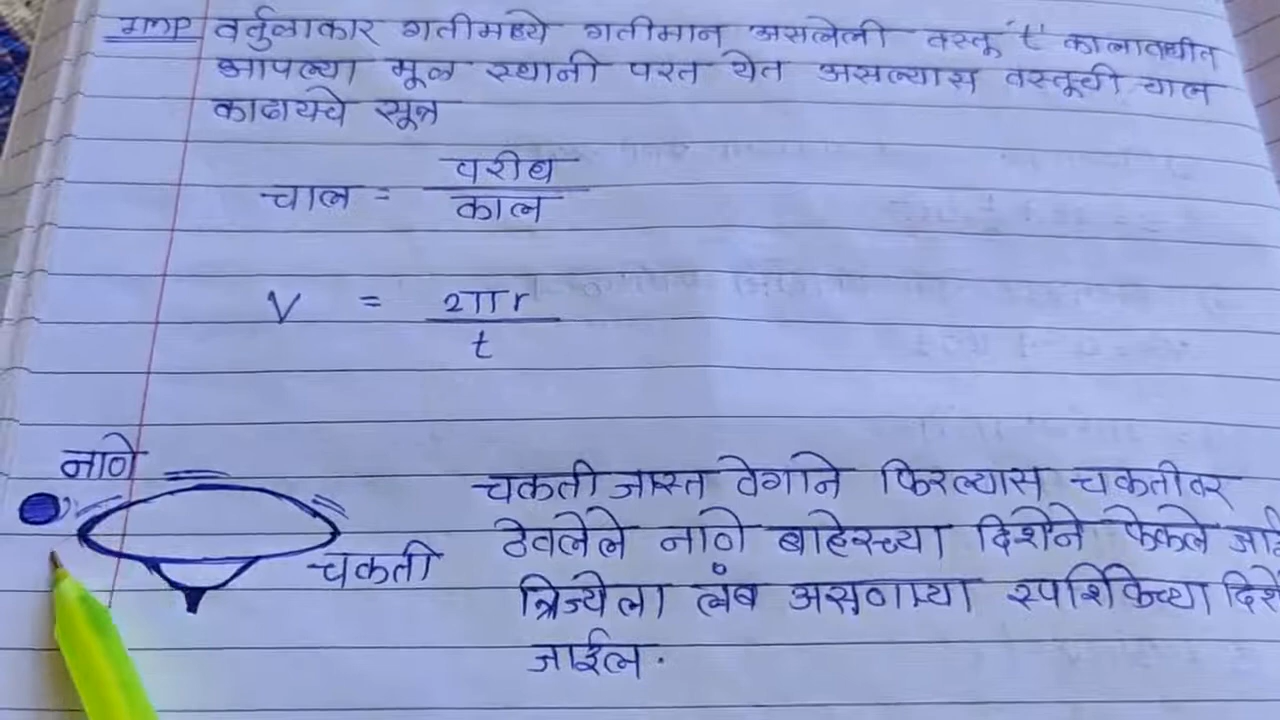 Imp वर्तुलाकार गतीमध्ये गतीमान असलेली वस्तू 't' कालावधीत
आपल्या मूल स्थानी परत येत असल्यास वस्तूची चाल
काढायचे सूत्र
चाल = परीघ / काल
V = 2πr / t
नाणे
चकती
चकती जास्त वेगाने फिरल्यास चकतीवर
ठेवलेले नाणे बाहेरच्या दिशेने फेकले
त्रिज्येला लंब असणाऱ्या स्पर्शिकेच्या
जाईल.